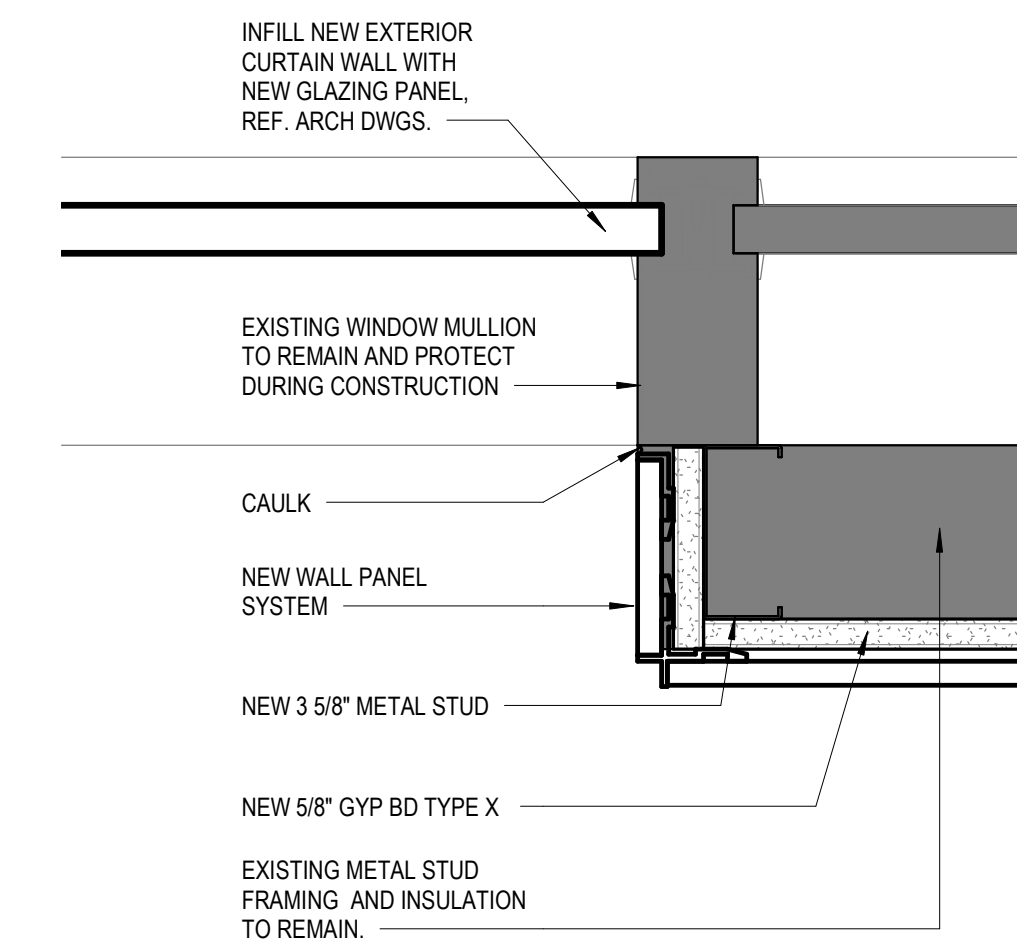 INFILL NEW EXTERIOR
CURTAIN WALL WITH
NEW GLAZING PANEL,
REF. ARCH DWGS.
EXISTING WINDOW MULLION
TO REMAIN AND PROTECT
DURING CONSTRUCTION
CAULK
NEW WALL PANEL
SYSTEM
NEW 3 5/8" METAL STUD
NEW 5/8" GYP BD TYPE X
EXISTING METAL STUD
FRAMING AND INSULATION
TO REMAIN.